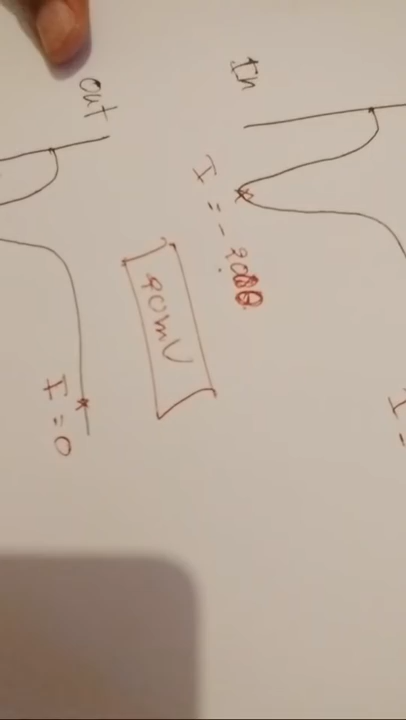 Out
In
I = -
40mV
I = 0
I =